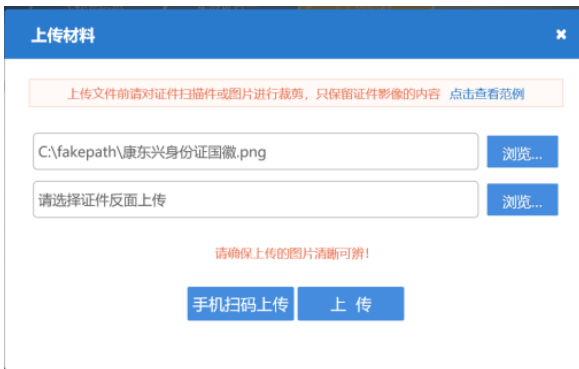 上传材料
上传文件前请对证件扫描件或图片进行裁剪，只保留证件影像的内容 点击查看范例
C:\fakepath\康东兴身份证国徽.png
浏览...
请选择证件反面上传
浏览...
请确保上传的图片清晰可辨！
手机扫码上传
上 传